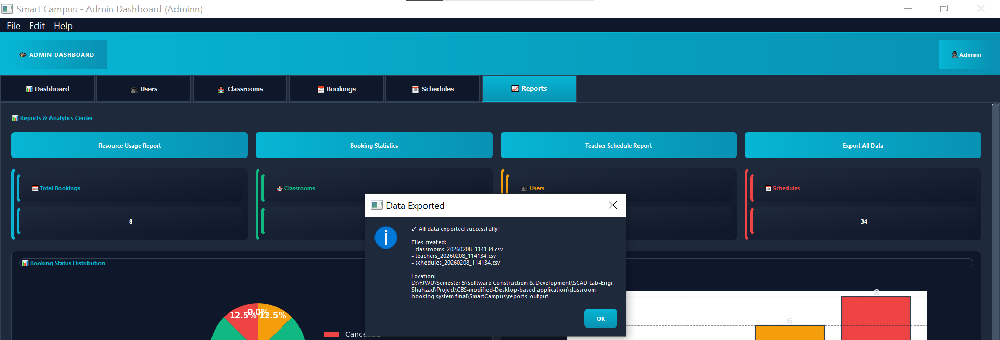 Smart Campus - Admin Dashboard (Adminn)
File Edit Help
ADMIN DASHBOARD
Adminn
Dashboard
Users
Classrooms
Bookings
Schedules
Reports
Reports & Analytics Center
Resource Usage Report
Booking Statistics
Teacher Schedule Report
Export All Data
Total Bookings
8
Classrooms
Users
Schedules
34
Data Exported
✓ All data exported successfully!
Files created:
- classrooms_20260208_114134.csv
- teachers_20260208_114134.csv
- schedules_20260208_114134.csv
Location:
D:\FJWU\Semester 5\Software Construction & Development\SCAD Lab-Engr.
Shahzad\Project\CBS-modified-Desktop-based application\classroom
booking system final\SmartCampus\reports_output
OK
Booking Status Distribution
12.5%
0.0%
12.5%
6
8